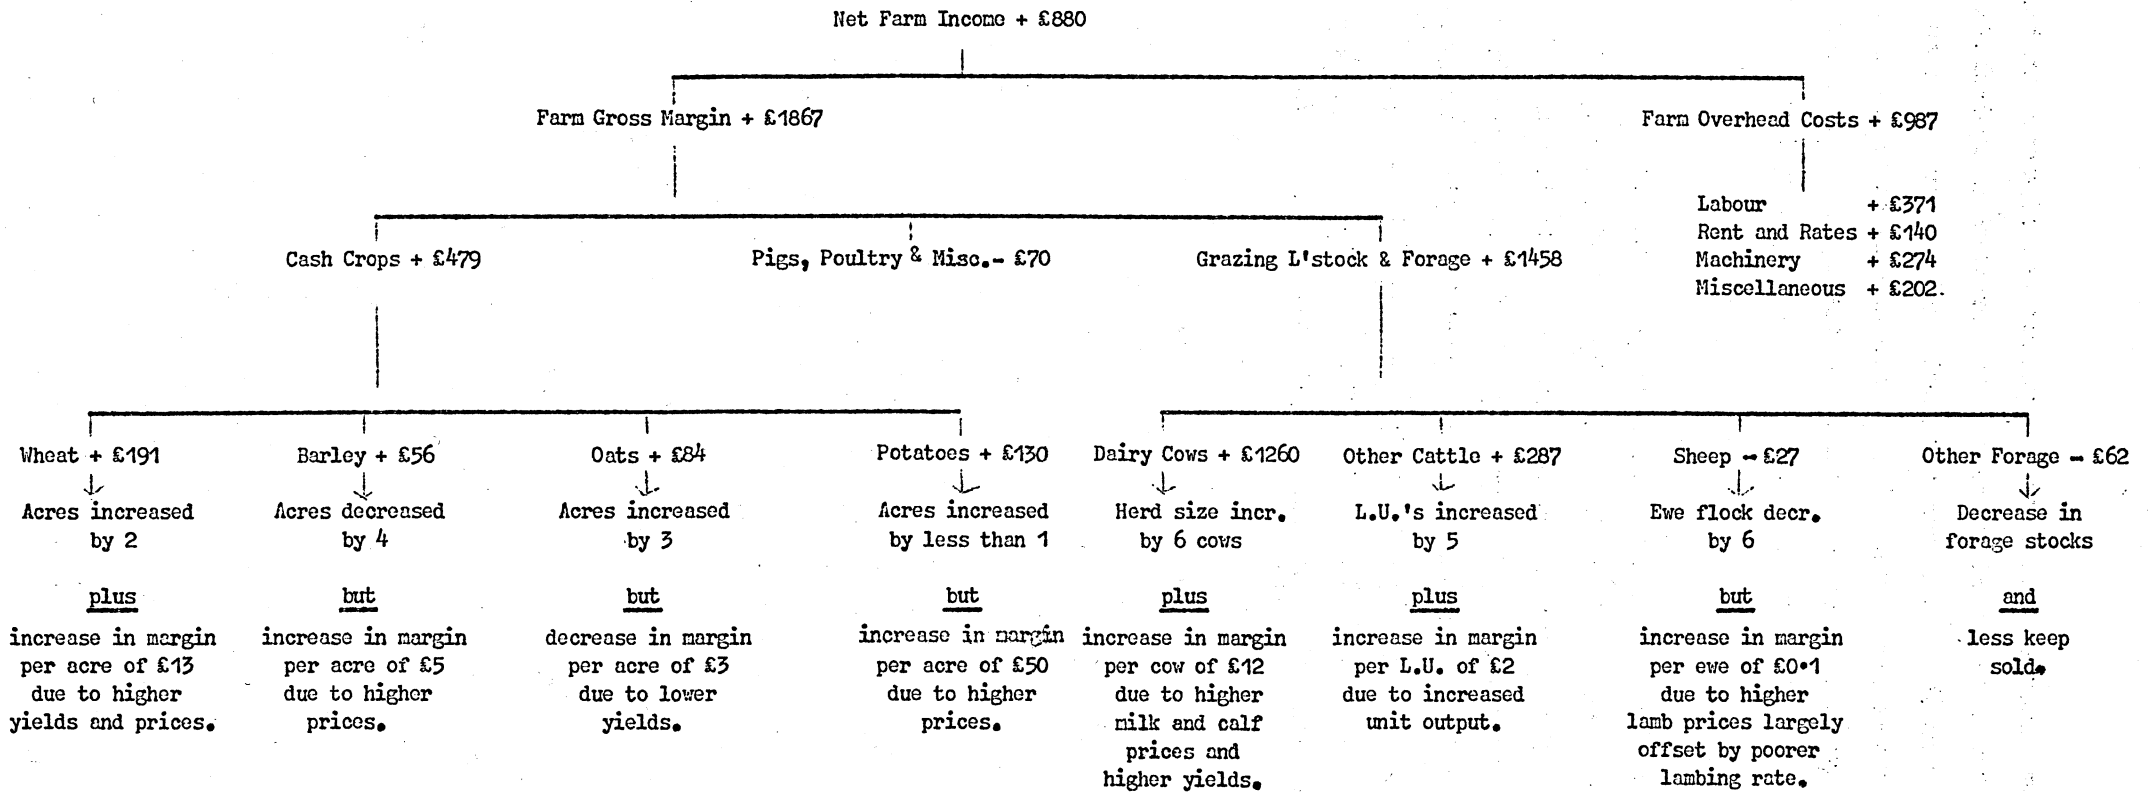 Net Farm Income + £880
Farm Gross Margin + £1867
Farm Overhead Costs + £987
Labour + £371
Rent and Rates + £140
Machinery + £274
Miscellaneous + £202.
Cash Crops + £479
Pigs, Poultry & Misc.- £70
Grazing L'stock & Forage + £1458
Wheat + £191
Acres increased
by 2
plus
increase in margin
per acre of £13
due to higher
yields and prices.
Barley + £56
Acres decreased
by 4
but
increase in margin
per acre of £5
due to higher
prices.
Oats + £84
Acres increased
by 3
but
decrease in margin
per acre of £3
due to lower
yields.
Potatoes + £130
Acres increased
by less than 1
but
increase in margin
per acre of £50
due to higher
prices.
Dairy Cows + £1260
Herd size incr.
by 6 cows
plus
increase in margin
per cow of £12
due to higher
milk and calf
prices and
higher yields.
Other Cattle + £287
L.U.'s increased
by 5
plus
increase in margin
per L.U. of £2
due to increased
unit output.
Sheep - £27
Ewe flock decr.
by 6
but
increase in margin
per ewe of £0·1
due to higher
lamb prices largely
offset by poorer
lambing rate.
Other Forage - £62
Decrease in
forage stocks
and
less keep
sold.